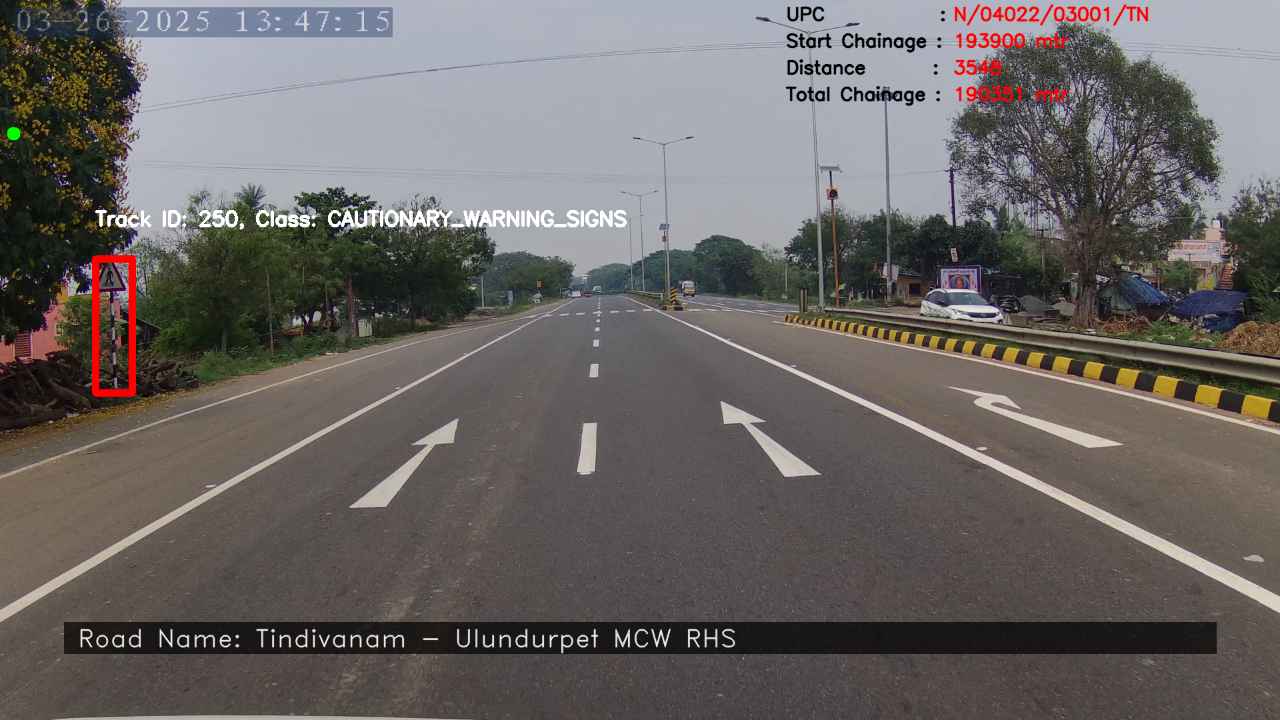 03-26-2025 13:47:15
UPC : N/04022/03001/TN
Start Chainage : 193900 mtr
Distance : 3548
Total Chainage : 190351 mtr
Track ID: 250, Class: CAUTIONARY_WARNING_SIGNS
Road Name: Tindivanam - Ulundurpet MCW RHS